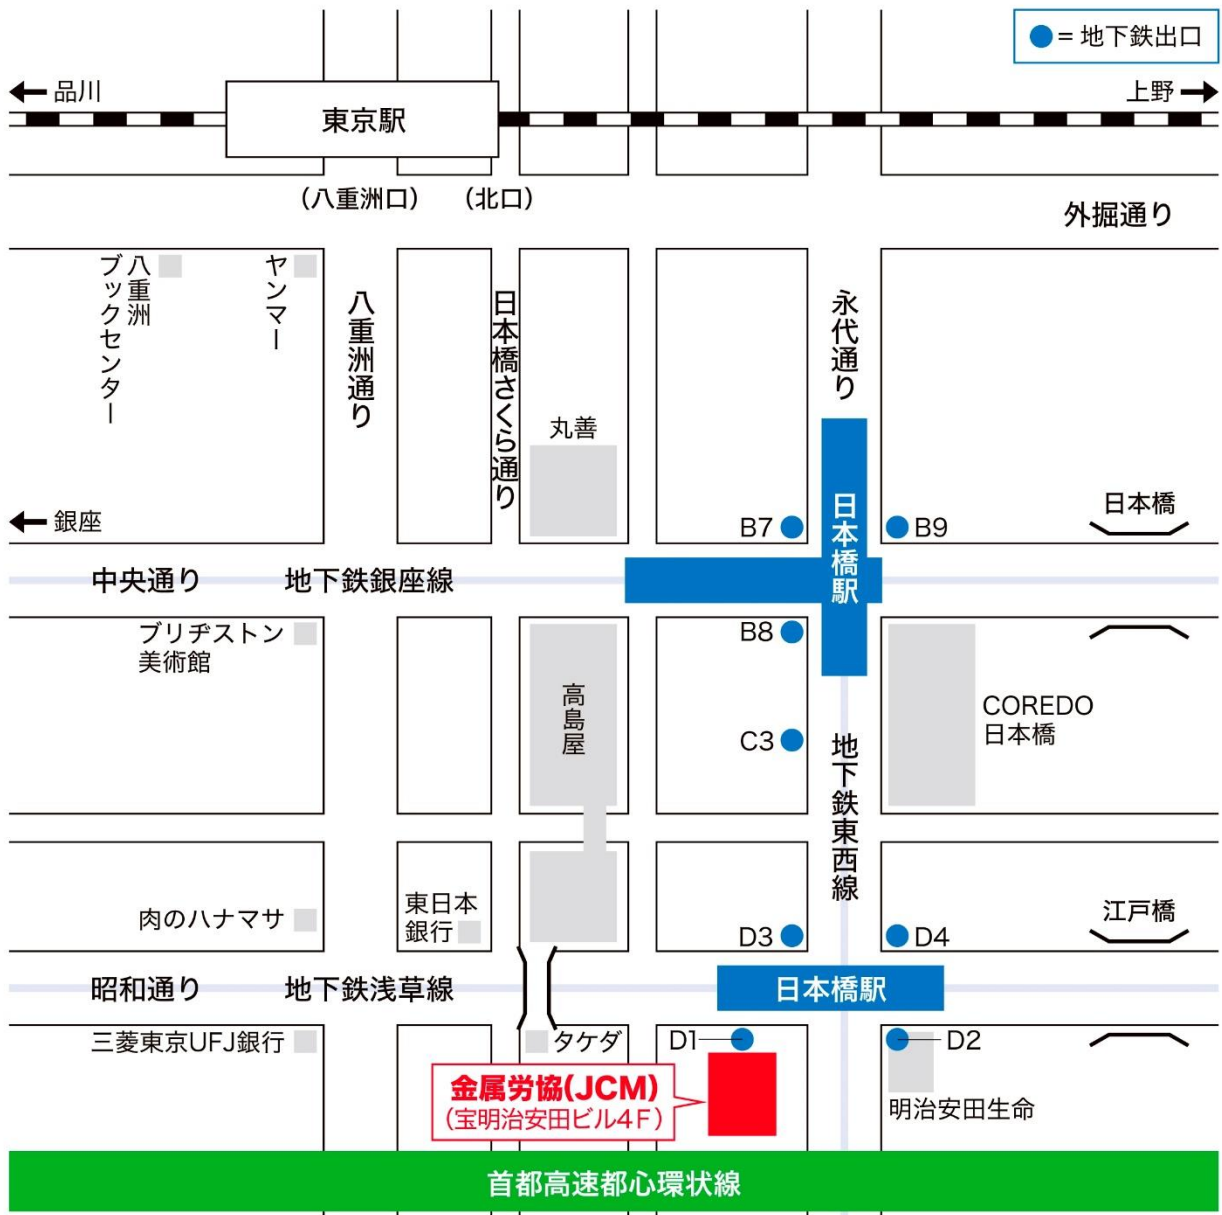 = 地下鉄出口
品川
上野
東京駅
（八重洲口）
（北口）
外掘通り
八重洲
ブックセンター
ヤンマー
八重洲通り
日本橋さくら通り
永代通り
丸善
銀座
B7
日本橋駅
B9
日本橋
中央通り
地下鉄銀座線
ブリヂストン
美術館
高島屋
B8
C3
COREDO
日本橋
地下鉄東西線
肉のハナマサ
東日本
銀行
D3
D4
江戸橋
昭和通り
地下鉄浅草線
日本橋駅
三菱東京UFJ銀行
タケダ
D1
D2
金属労協(JCM)
（宝明治安田ビル4F）
明治安田生命
首都高速都心環状線